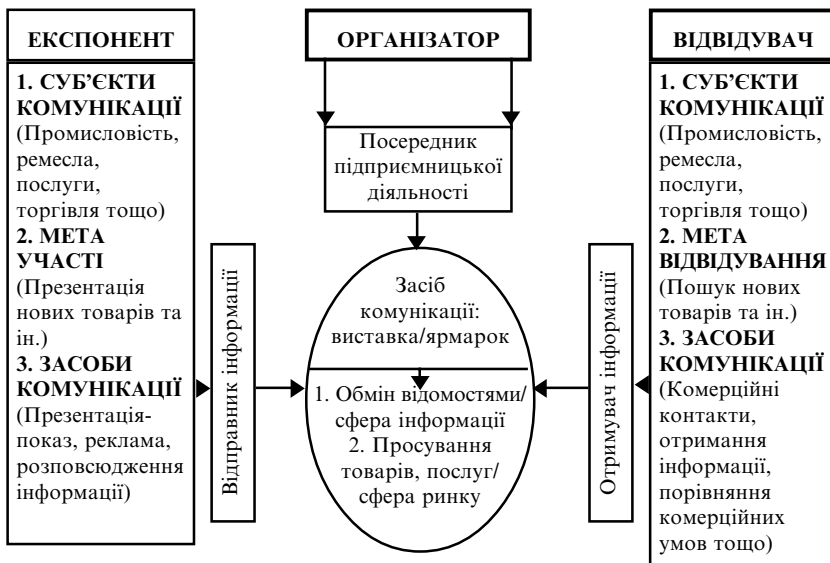 ЕКСПОНЕНТ
1. СУБ’ЄКТИ
КОМУНІКАЦІЇ
(Промисловість,
ремесла,
послуги,
торгівля тощо)
2. МЕТА
УЧАСТІ
(Презентація
нових товарів та
ін.)
3. ЗАСОБИ
КОМУНІКАЦІЇ
(Презентація-
показ, реклама,
розповсюдження
інформації)
Відправник інформації
ОРГАНІЗАТОР
Посередник
підприємницької
діяльності
Засіб
комунікації:
виставка/ярмарок
1. Обмін відомостями/
сфера інформації
2. Просування
товарів, послуг/
сфера ринку
Отримувач інформації
ВІДВІДУВАЧ
1. СУБ’ЄКТИ
КОМУНІКАЦІЇ
(Промисловість,
ремесла,
послуги,
торгівля тощо)
2. МЕТА
ВІДВІДУВАННЯ
(Пошук нових
товарів та ін.)
3. ЗАСОБИ
КОМУНІКАЦІЇ
(Комерційні
контакти,
отримання
інформації,
порівняння
комерційних
умов тощо)